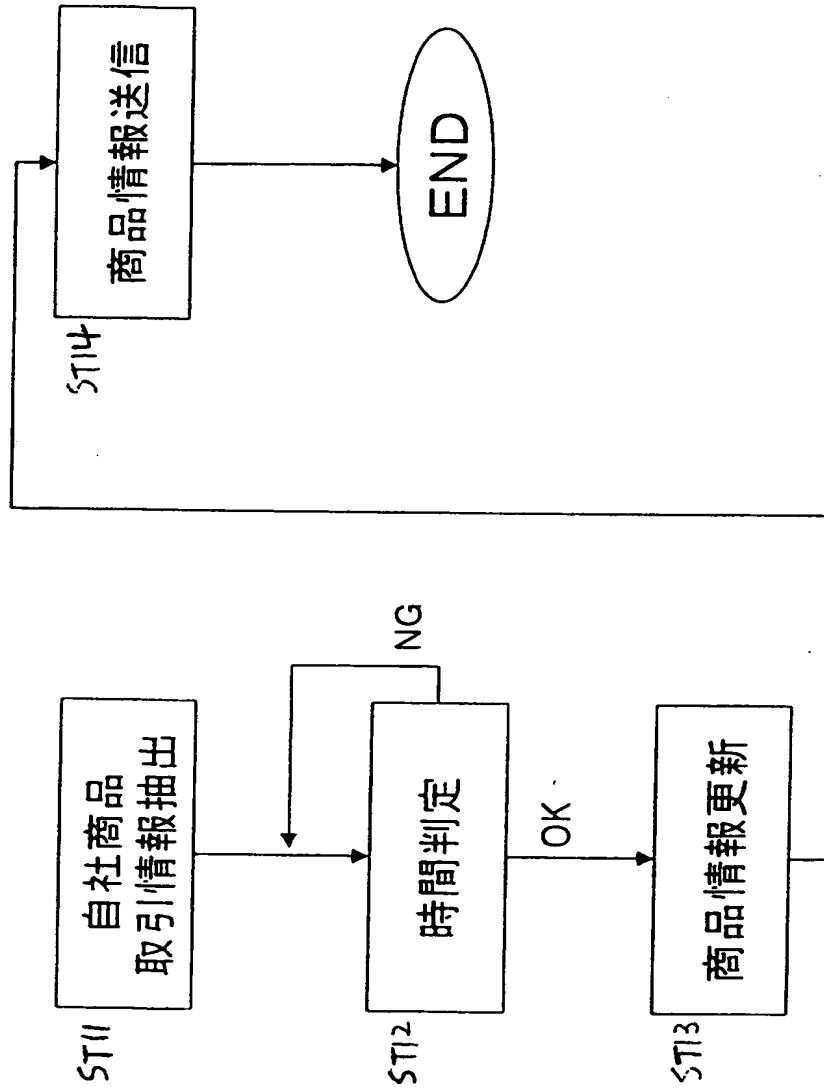 ST11
自社商品
取引情報抽出
NG
ST12
時間判定
OK
ST13
商品情報更新
ST14
商品情報送信
END